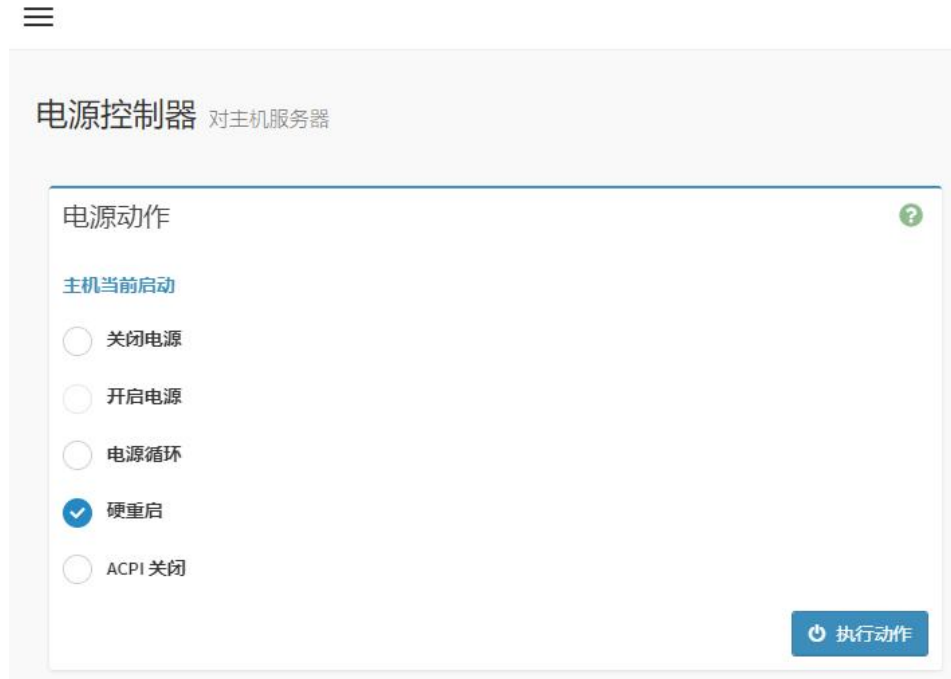 电源控制器 对主机服务器
电源动作
主机当前启动
关闭电源
开启电源
电源循环
硬重启
ACPI 关闭
执行动作